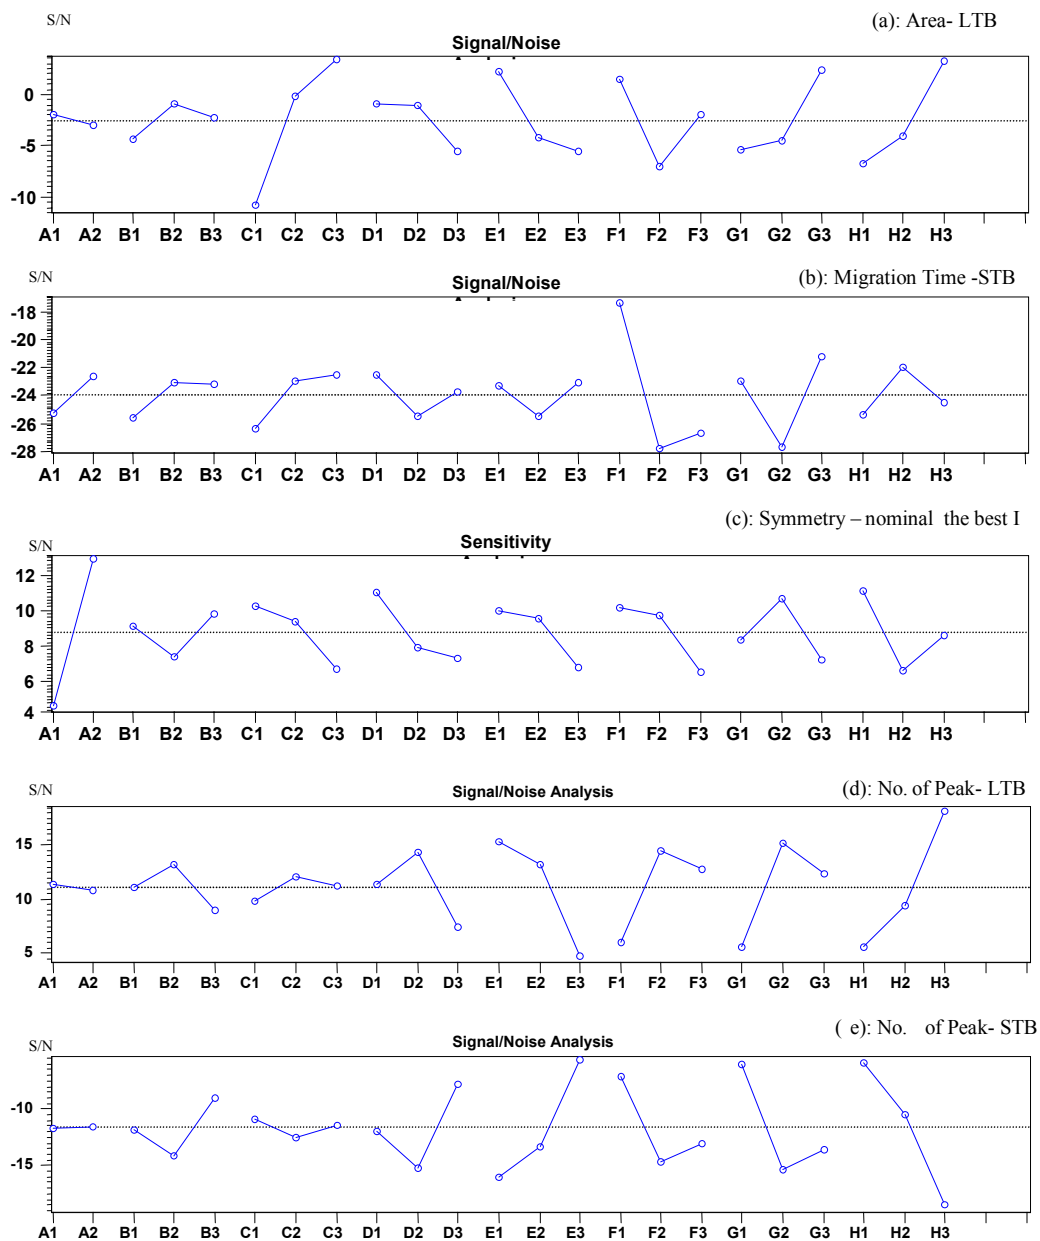 S/N
(a): Area- LTB
Signal/Noise
0
-5
-10
A1 A2 B1 B2 B3 C1 C2 C3 D1 D2 D3 E1 E2 E3 F1 F2 F3 G1 G2 G3 H1 H2 H3
S/N
(b): Migration Time -STB
Signal/Noise
-18
-20
-22
-24
-26
-28
A1 A2 B1 B2 B3 C1 C2 C3 D1 D2 D3 E1 E2 E3 F1 F2 F3 G1 G2 G3 H1 H2 H3
(c): Symmetry – nominal the best I
S/N
Sensitivity
12
10
8
6
4
A1 A2 B1 B2 B3 C1 C2 C3 D1 D2 D3 E1 E2 E3 F1 F2 F3 G1 G2 G3 H1 H2 H3
S/N
(d): No. of Peak- LTB
Signal/Noise Analysis
15
10
5
A1 A2 B1 B2 B3 C1 C2 C3 D1 D2 D3 E1 E2 E3 F1 F2 F3 G1 G2 G3 H1 H2 H3
( e): No. of Peak- STB
S/N
Signal/Noise Analysis
-10
-15
A1 A2 B1 B2 B3 C1 C2 C3 D1 D2 D3 E1 E2 E3 F1 F2 F3 G1 G2 G3 H1 H2 H3